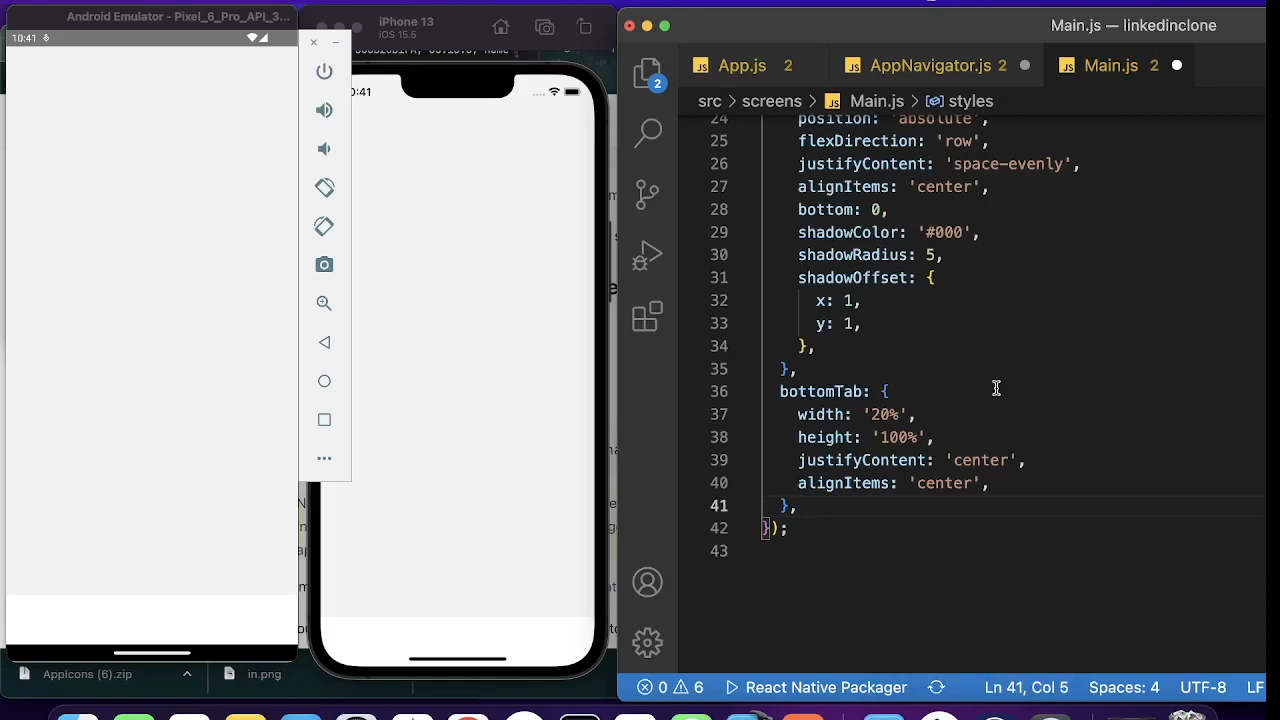 Android Emulator - Pixel_6_Pro_API_3...
10:41
iPhone 13
iOS 15.5
0:41
Main.js — linkedinclone
App.js 2
AppNavigator.js 2
Main.js 2
2
src > screens > JS Main.js > styles
24 position: 'absolute',
25 flexDirection: 'row',
26 justifyContent: 'space-evenly',
27 alignItems: 'center',
28 bottom: 0,
29 shadowColor: '#000',
30 shadowRadius: 5,
31 shadowOffset: {
32 x: 1,
33 y: 1,
34 },
35 },
36 bottomTab: {
37 width: '20%',
38 height: '100%',
39 justifyContent: 'center',
40 alignItems: 'center',
41 },
42 });
43
0 6 React Native Packager Ln 41, Col 5 Spaces: 4 UTF-8 LF
AppIcons (6).zip
in.png